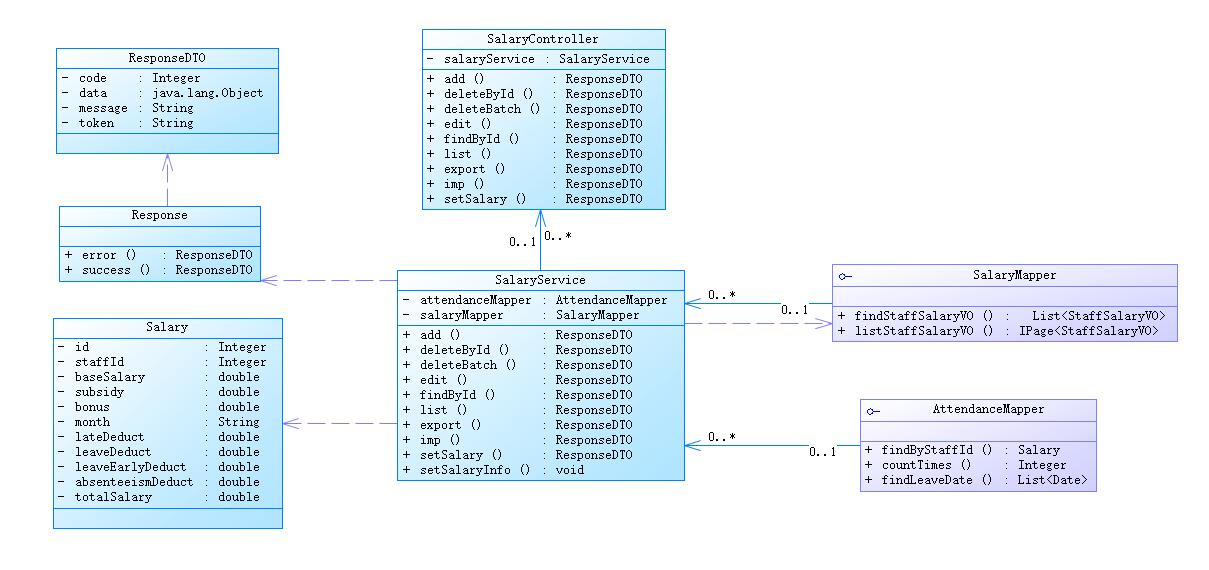 ResponseDTO
- code : Integer
- data : java.lang.Object
- message : String
- token : String
SalaryController
- salaryService : SalaryService
+ add () : ResponseDTO
+ deleteById () : ResponseDTO
+ deleteBatch () : ResponseDTO
+ edit () : ResponseDTO
+ findById () : ResponseDTO
+ list () : ResponseDTO
+ export () : ResponseDTO
+ imp () : ResponseDTO
+ setSalary () : ResponseDTO
Response
+ error () : ResponseDTO
+ success () : ResponseDTO
0..1
0..*
SalaryService
- attendanceMapper : AttendanceMapper
- salaryMapper : SalaryMapper
+ add () : ResponseDTO
+ deleteById () : ResponseDTO
+ deleteBatch () : ResponseDTO
+ edit () : ResponseDTO
+ findById () : ResponseDTO
+ list () : ResponseDTO
+ export () : ResponseDTO
+ imp () : ResponseDTO
+ setSalary () : ResponseDTO
+ setSalaryInfo () : void
0..*
0..1
SalaryMapper
+ findStaffSalaryVO () : List<StaffSalaryVO>
+ listStaffSalaryVO () : IPage<StaffSalaryVO>
Salary
- id : Integer
- staffId : Integer
- baseSalary : double
- subsidy : double
- bonus : double
- month : String
- lateDeduct : double
- leaveDeduct : double
- leaveEarlyDeduct : double
- absenteeismDeduct : double
- totalSalary : double
0..*
0..1
AttendanceMapper
+ findByStaffId () : Salary
+ countTimes () : Integer
+ findLeaveDate () : List<Date>